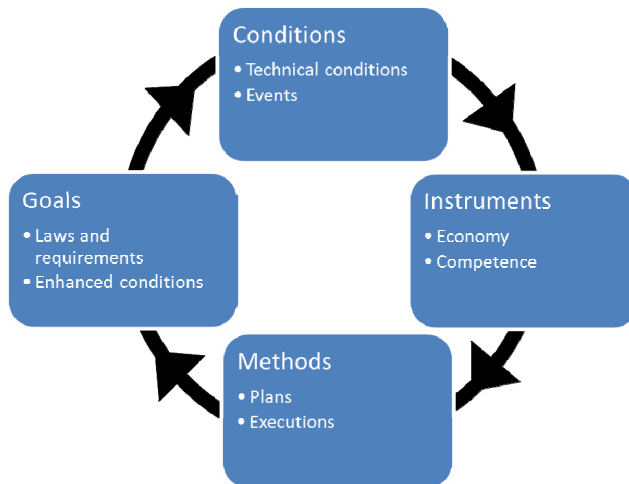 Conditions
• Technical conditions
• Events
Instruments
• Economy
• Competence
Methods
• Plans
• Executions
Goals
• Laws and
requirements
• Enhanced conditions